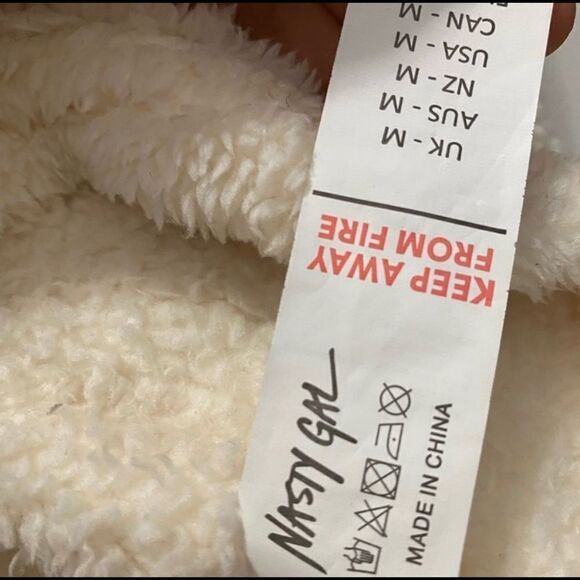 UK - M
AUS - M
NZ - M
USA - M
CAN - M
KEEP AWAY
FROM FIRE
NASTY GAL
MADE IN CHINA